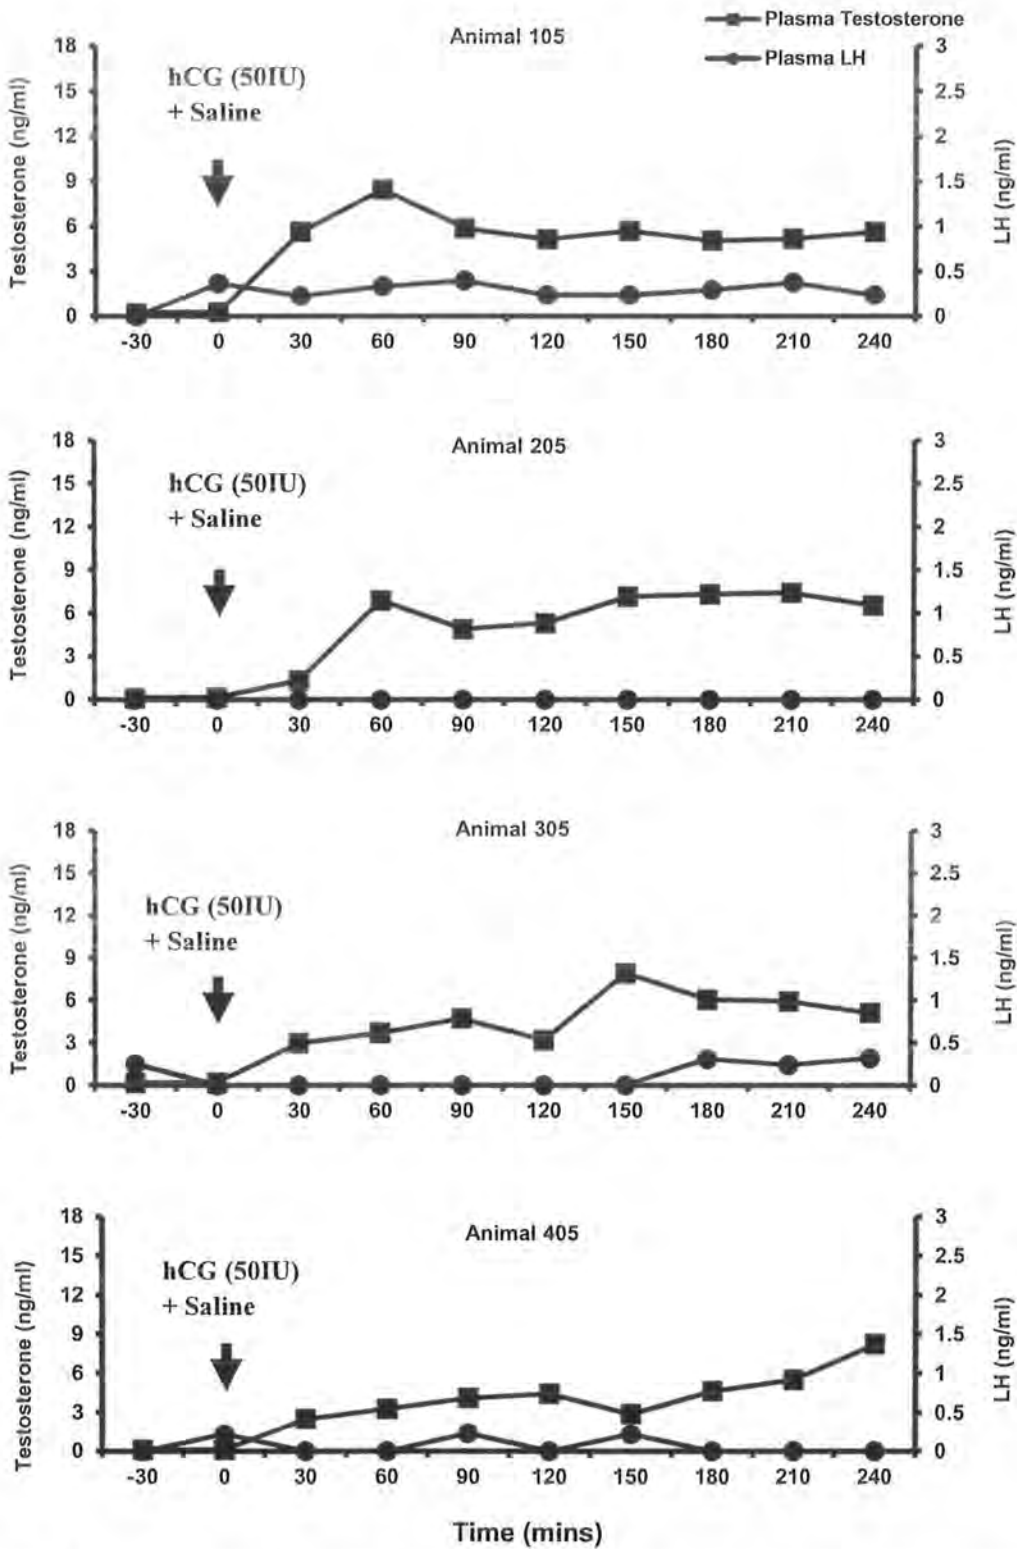 Plasma Testosterone
Plasma LH
Animal 105
hCG (50IU)
+ Saline
Testosterone (ng/ml)
18
15
12
9
6
3
0
LH (ng/ml)
3
2.5
2
1.5
1
0.5
0
-30 0 30 60 90 120 150 180 210 240
Animal 205
hCG (50IU)
+ Saline
Testosterone (ng/ml)
18
15
12
9
6
3
0
LH (ng/ml)
3
2.5
2
1.5
1
0.5
0
-30 0 30 60 90 120 150 180 210 240
Animal 305
hCG (50IU)
+ Saline
Testosterone (ng/ml)
18
15
12
9
6
3
0
LH (ng/ml)
3
2.5
2
1.5
1
0.5
0
-30 0 30 60 90 120 150 180 210 240
Animal 405
hCG (50IU)
+ Saline
Testosterone (ng/ml)
18
15
12
9
6
3
0
LH (ng/ml)
3
2.5
2
1.5
1
0.5
0
-30 0 30 60 90 120 150 180 210 240
Time (mins)